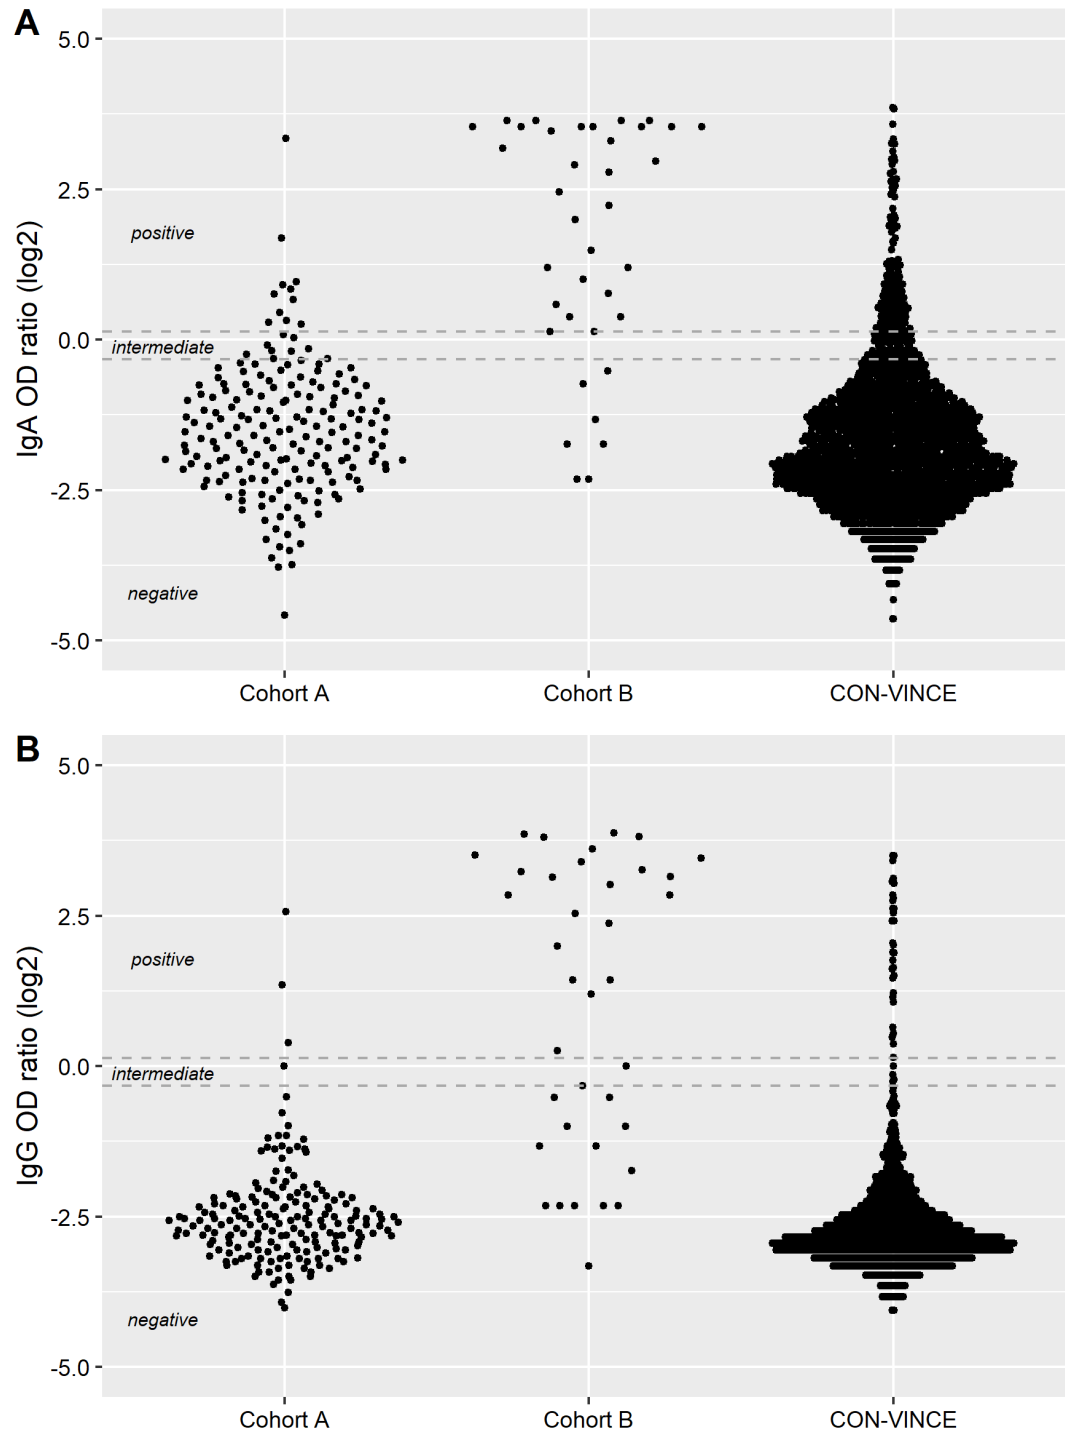 A
5.0
2.5
positive
0.0
intermediate
-2.5
negative
-5.0
IgA OD ratio (log2)
Cohort A
Cohort B
CON-VINCE
B
5.0
2.5
positive
0.0
intermediate
-2.5
negative
-5.0
IgG OD ratio (log2)
Cohort A
Cohort B
CON-VINCE